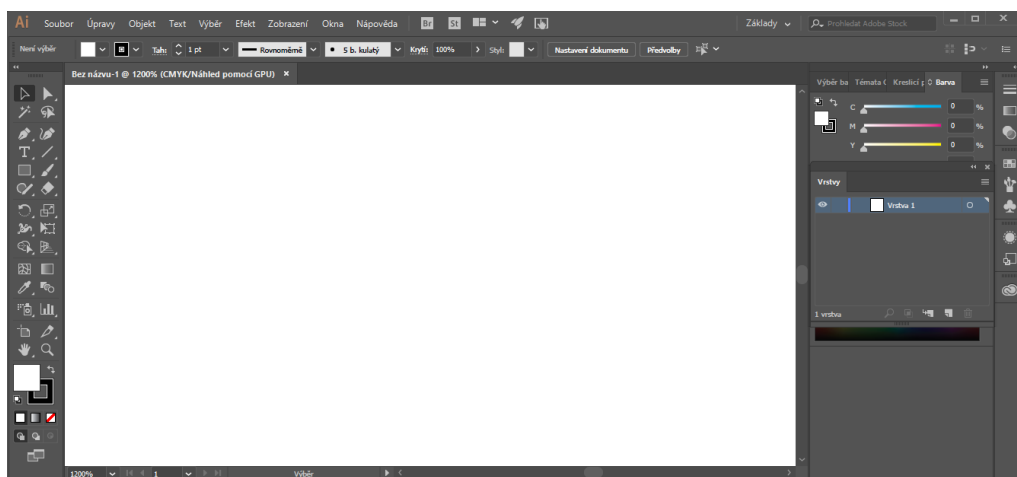 Ai Soubor Úpravy Objekt Text Výběr Efekt Zobrazení Okna Nápověda Br St Základy Prohledat Adobe Stock
Není výběr Tah: 1 pt Rovnoměrně 5 b. kulatý Krytí: 100% Styl: Nastavení dokumentu Předvolby
Bez názvu-1 @ 1200% (CMYK/Náhled pomocí GPU) ×
Výběr ba Témata ( Kreslicí p Barva
C 0 %
M 0 %
Y 0 %
Vrstvy
Vrstva 1
1 vrstva
1200% 1 Výběr